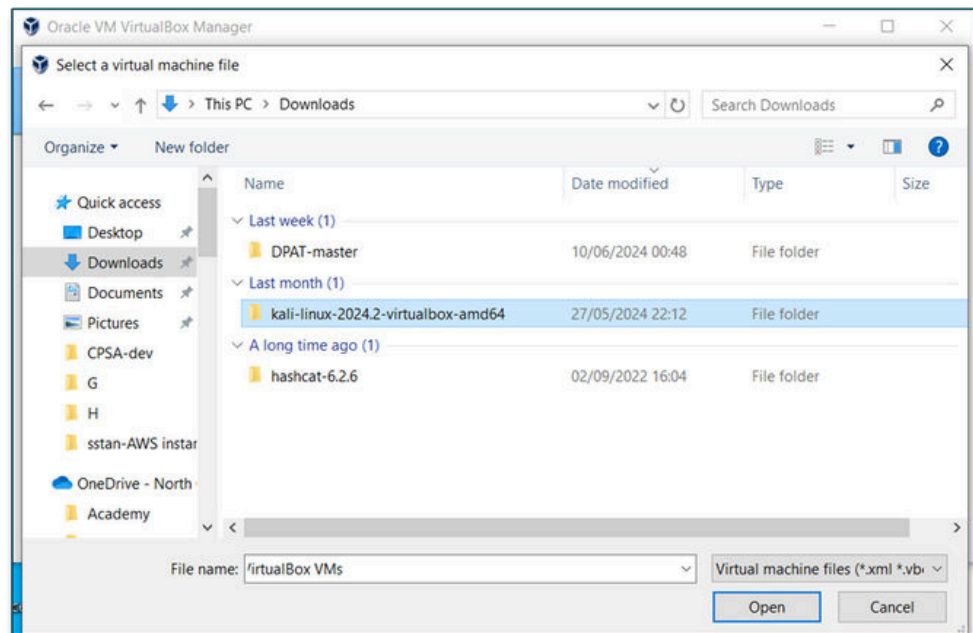 Oracle VM VirtualBox Manager
Select a virtual machine file
This PC > Downloads
Search Downloads
Organize
New folder
Name
Date modified
Type
Size
Quick access
Desktop
Downloads
Documents
Pictures
CPSA-dev
G
H
sstan-AWS instar
OneDrive - North
Academy
Last week (1)
DPAT-master 10/06/2024 00:48 File folder
Last month (1)
kali-linux-2024.2-virtualbox-amd64 27/05/2024 22:12 File folder
A long time ago (1)
hashcat-6.2.6 02/09/2022 16:04 File folder
File name: irtualBox VMs
Virtual machine files (*.xml *.vb
Open
Cancel